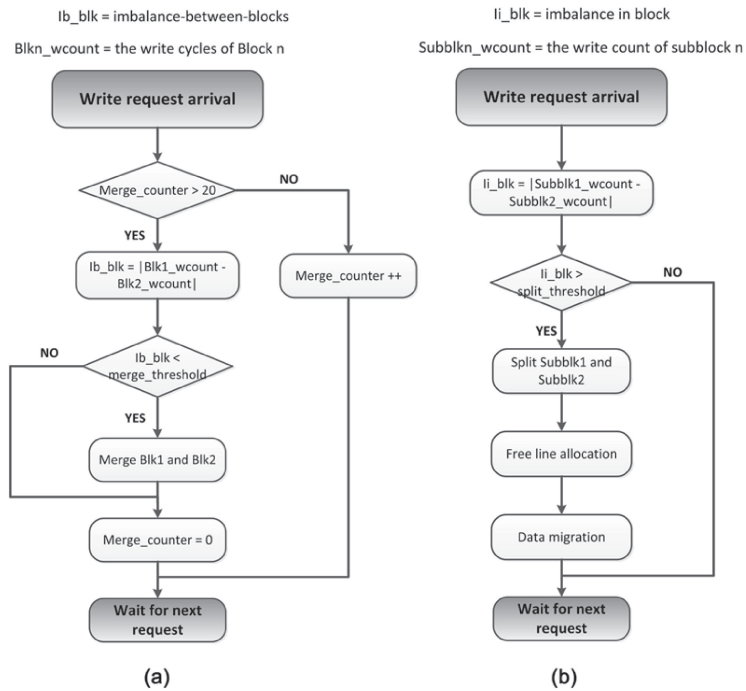 Ib_blk = imbalance-between-blocks
Blkn_wcount = the write cycles of Block n
Write request arrival
Merge_counter > 20
NO
YES
Ib_blk = |Blk1_wcount -
Blk2_wcount|
Merge_counter ++
NO
Ib_blk <
merge_threshold
YES
Merge Blk1 and Blk2
Merge_counter = 0
Wait for next
request
(a)
Ii_blk = imbalance in block
Subblkn_wcount = the write count of subblock n
Write request arrival
Ii_blk = |Subblk1_wcount -
Subblk2_wcount|
Ii_blk >
split_threshold
NO
YES
Split Subblk1 and
Subblk2
Free line allocation
Data migration
Wait for next
request
(b)